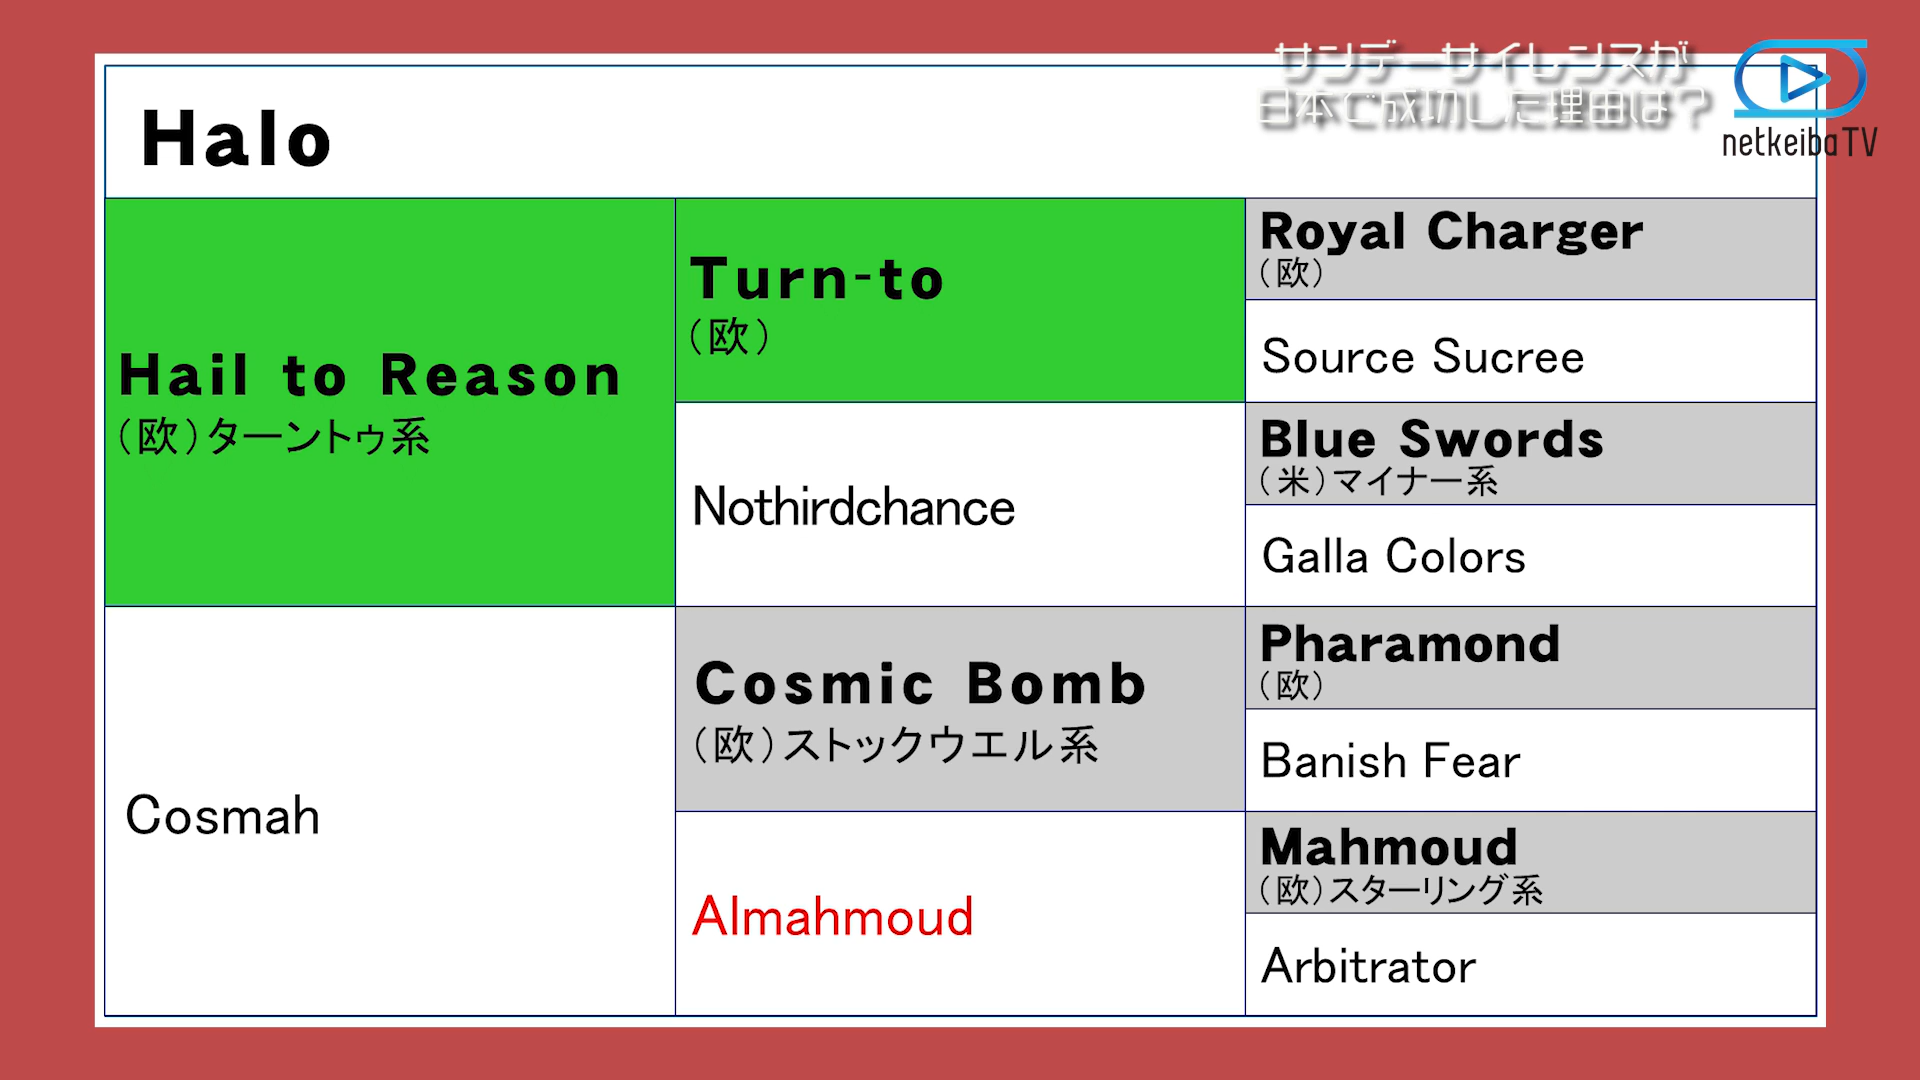 サンデーサイレンスが
日本で成功した理由は？
netkeibaTV
Halo
Hail to Reason
（欧）ターントゥ系
Turn-to
（欧）
Royal Charger
（欧）
Source Sucree
Nothirdchance
Blue Swords
（米）マイナー系
Galla Colors
Cosmah
Cosmic Bomb
（欧）ストックウエル系
Pharamond
（欧）
Banish Fear
Almahmoud
Mahmoud
（欧）スターリング系
Arbitrator